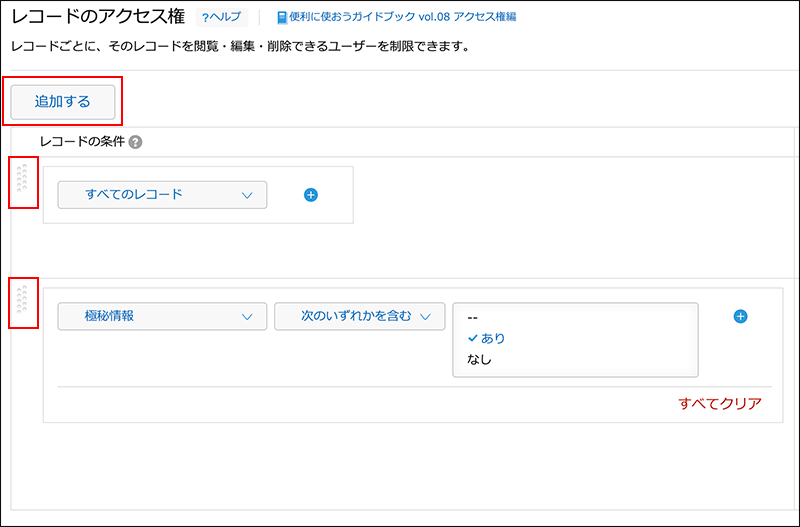 レコードのアクセス権 ?ヘルプ 便利に使おうガイドブック vol.08 アクセス権編
レコードごとに、そのレコードを閲覧・編集・削除できるユーザーを制限できます。
追加する
レコードの条件 ?
すべてのレコード
極秘情報 次のいずれかを含む --
あり
なし
すべてクリア